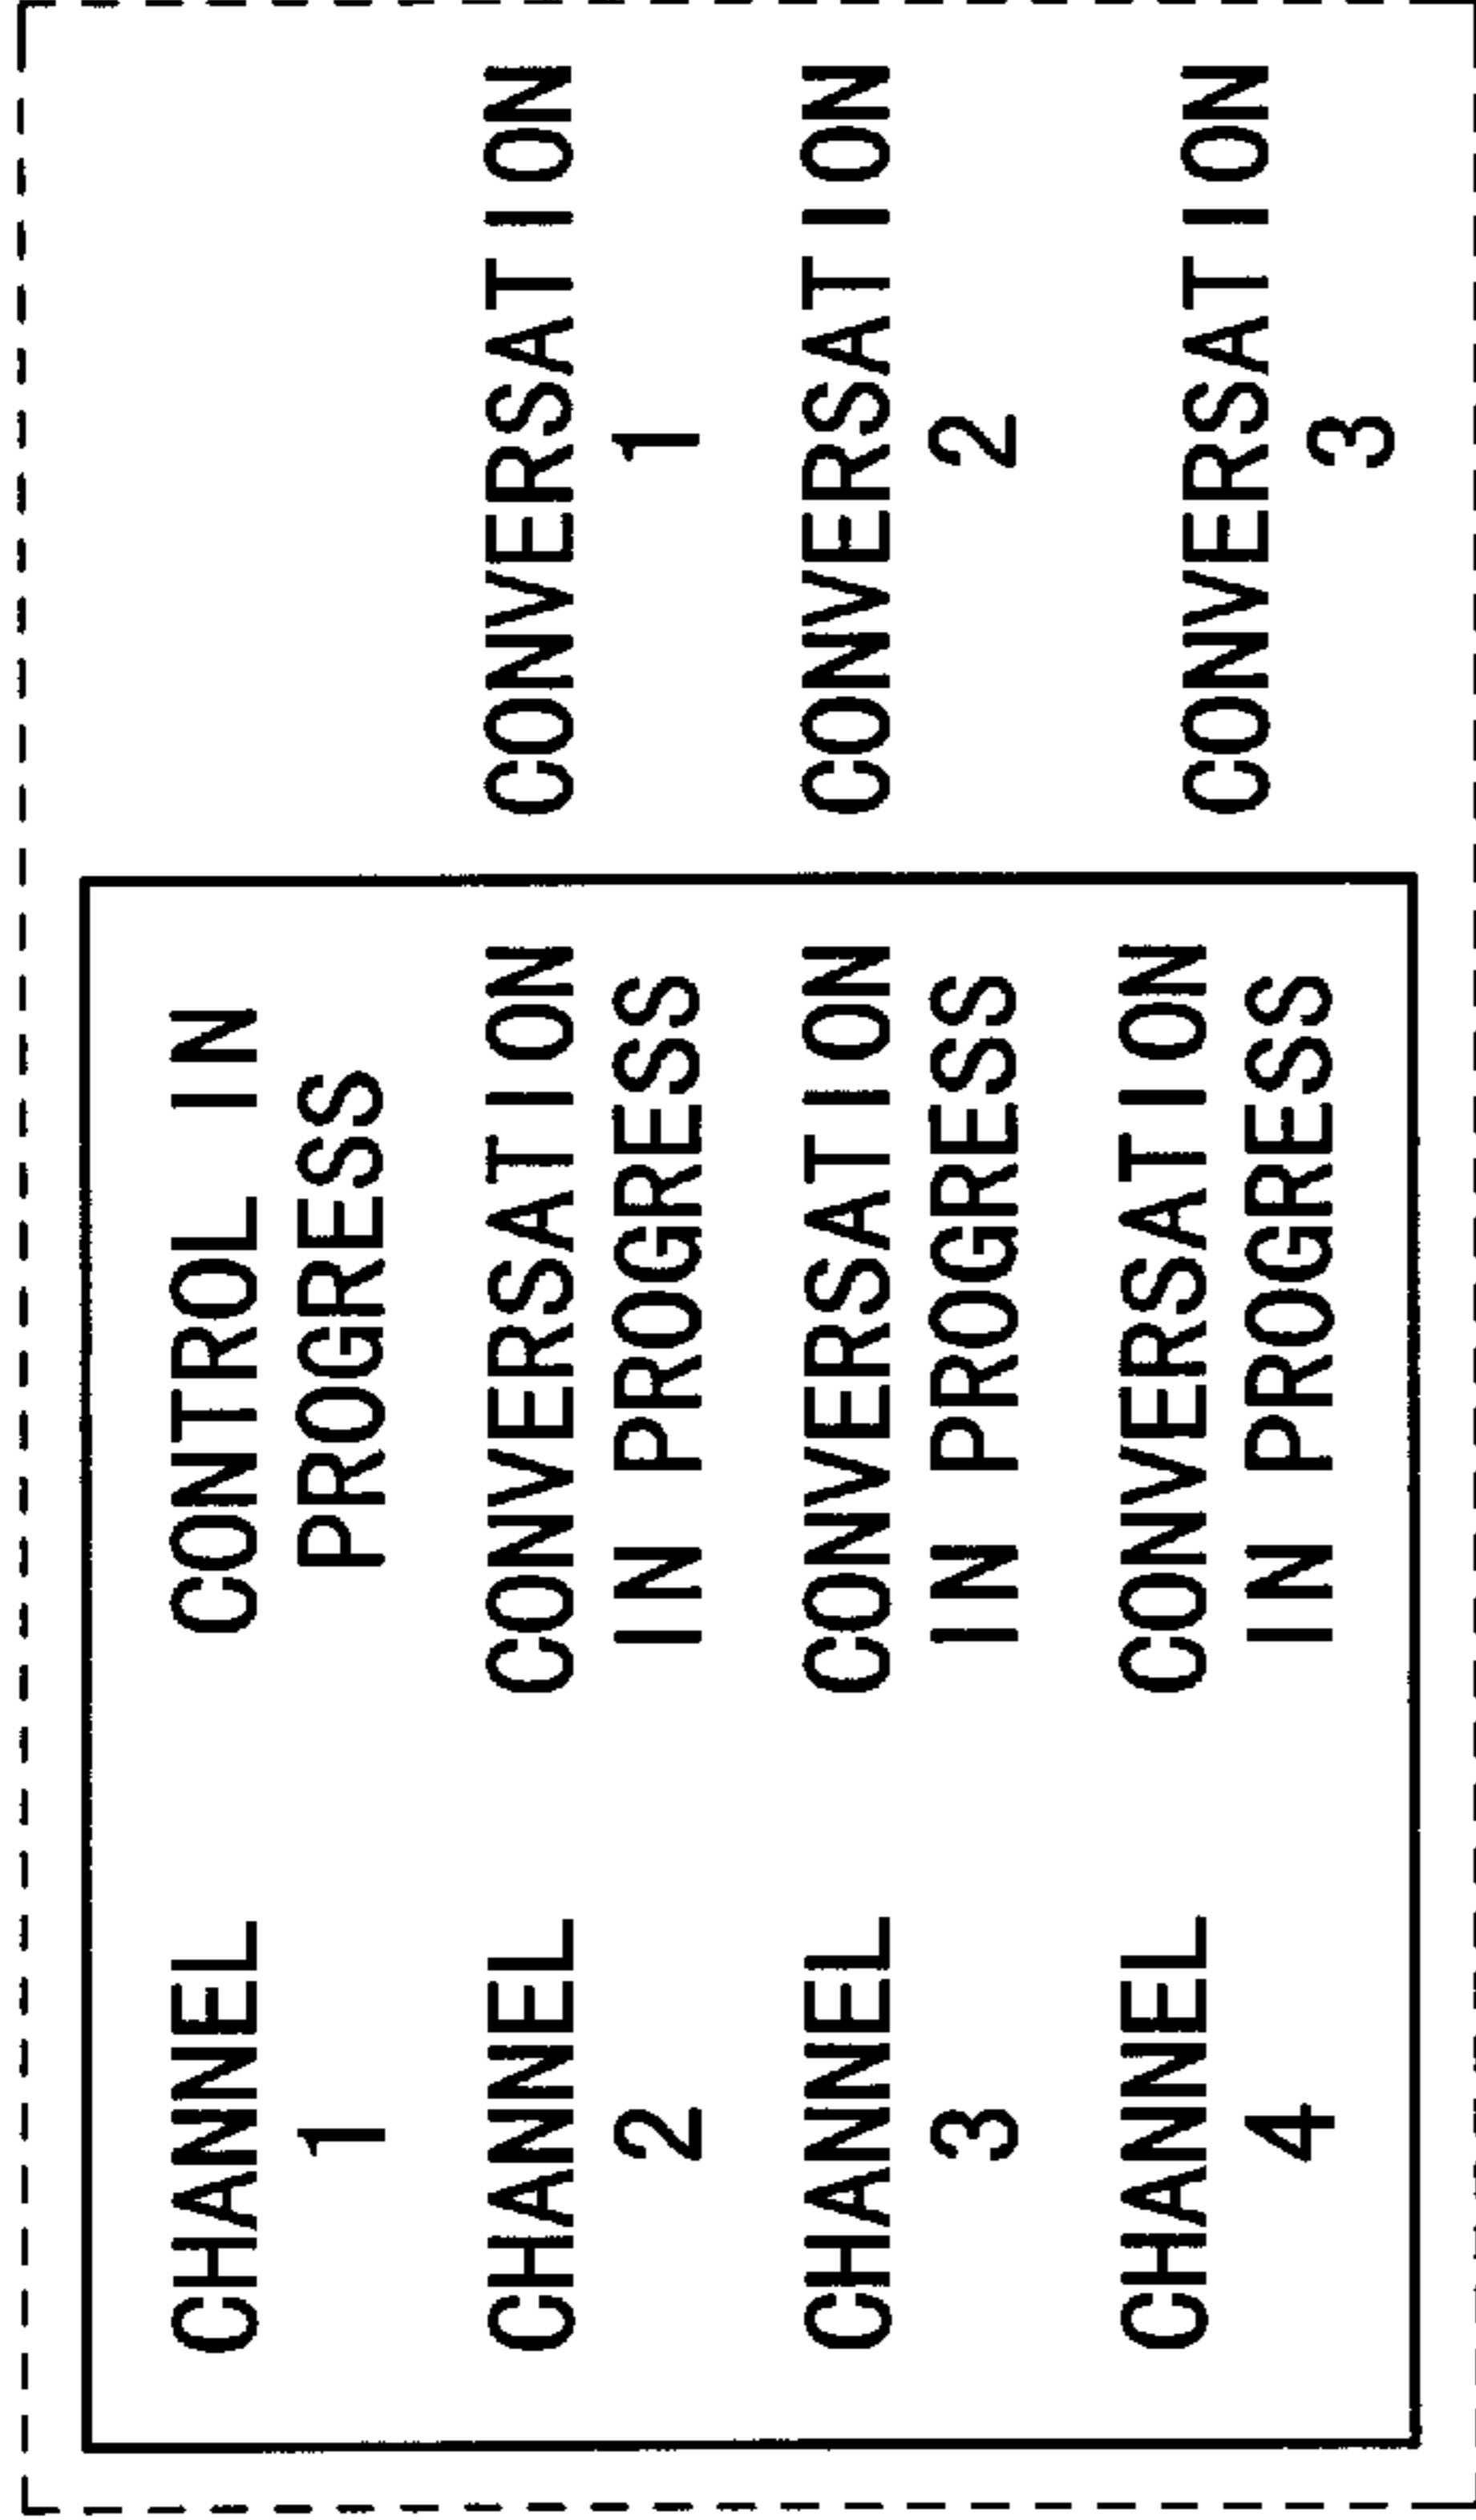 CHANNEL 1
CONTROL IN PROGRESS
CHANNEL 2
CONVERSATION IN PROGRESS
CONVERSATION 1
CHANNEL 3
CONVERSATION IN PROGRESS
CONVERSATION 2
CHANNEL 4
CONVERSATION IN PROGRESS
CONVERSATION 3